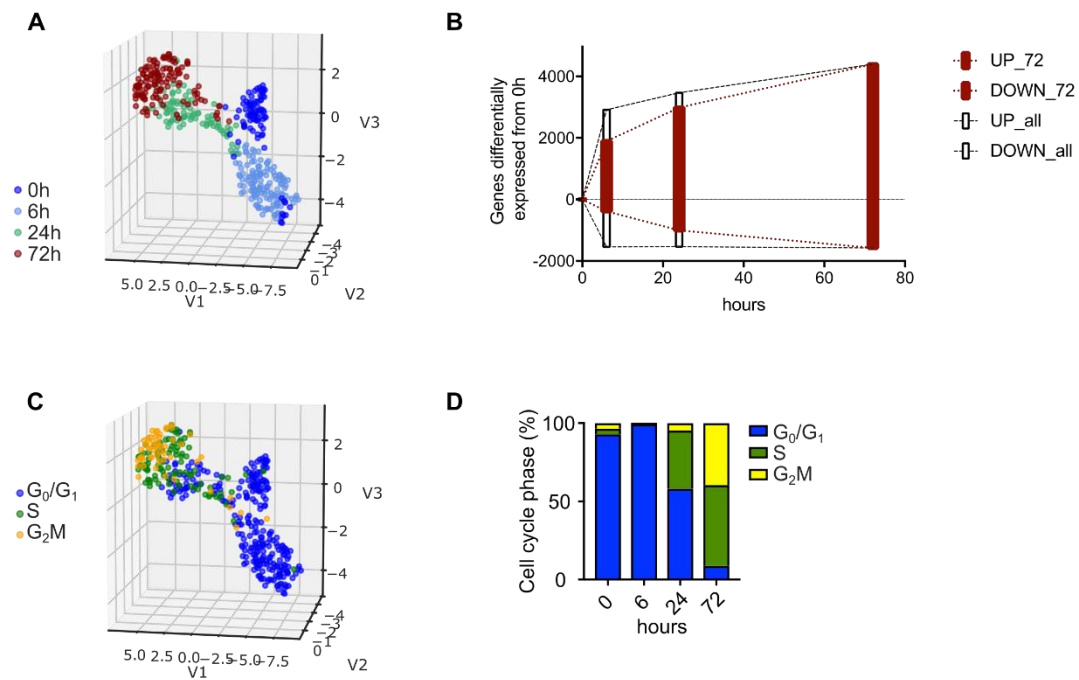 A
2
0
V3
−2
−4
0h
6h
24h
72h
−4
−3
−2
−1
0
1
V2
5.0 2.5 0.0 −2.5 −5.0 −7.5
V1
B
Genes differentially
expressed from 0h
4000
2000
0
-2000
0 20 40 60 80
hours
UP_72
DOWN_72
UP_all
DOWN_all
C
2
0
V3
−2
−4
G₀/G₁
S
G₂M
−4
−3
−2
−1
0
V2
5.0 2.5 0.0 −2.5 −5.0 −7.5
V1
D
Cell cycle phase (%)
100
50
0
0 6 24 72
hours
G₀/G₁
S
G₂M